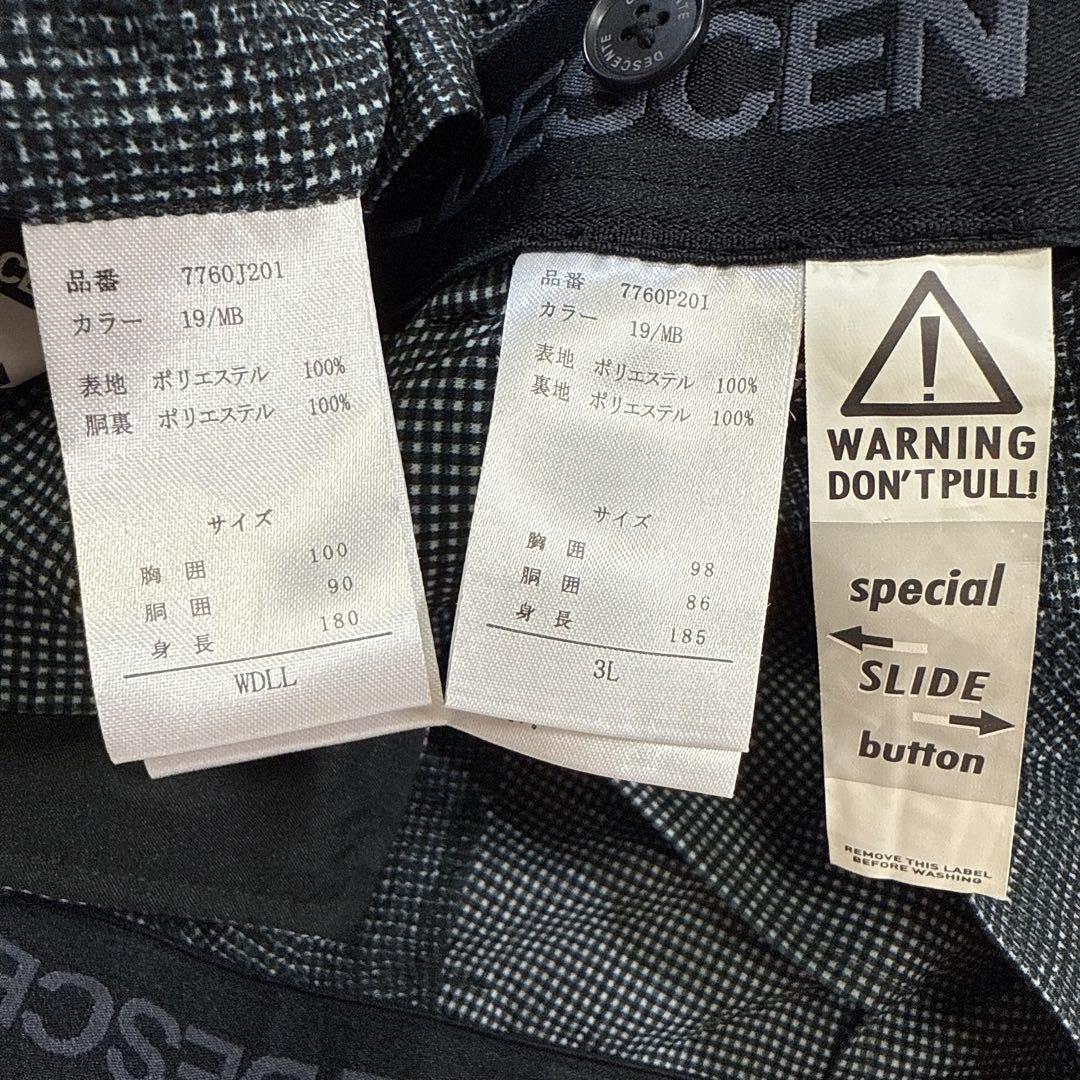 DESCENTE
DESCEN
品番 7760J201
カラー 19/MB
表地 ポリエステル 100%
胴裏 ポリエステル 100%
サイズ
胸囲 100
胴囲 90
身長 180
WDLL
品番 7760P201
カラー 19/MB
表地 ポリエステル 100%
裏地 ポリエステル 100%
サイズ
胸囲 98
胴囲 86
身長 185
3L
!
WARNING
DON'T PULL!
special
SLIDE
button
REMOVE THIS LABEL
BEFORE WASHING
DESCE